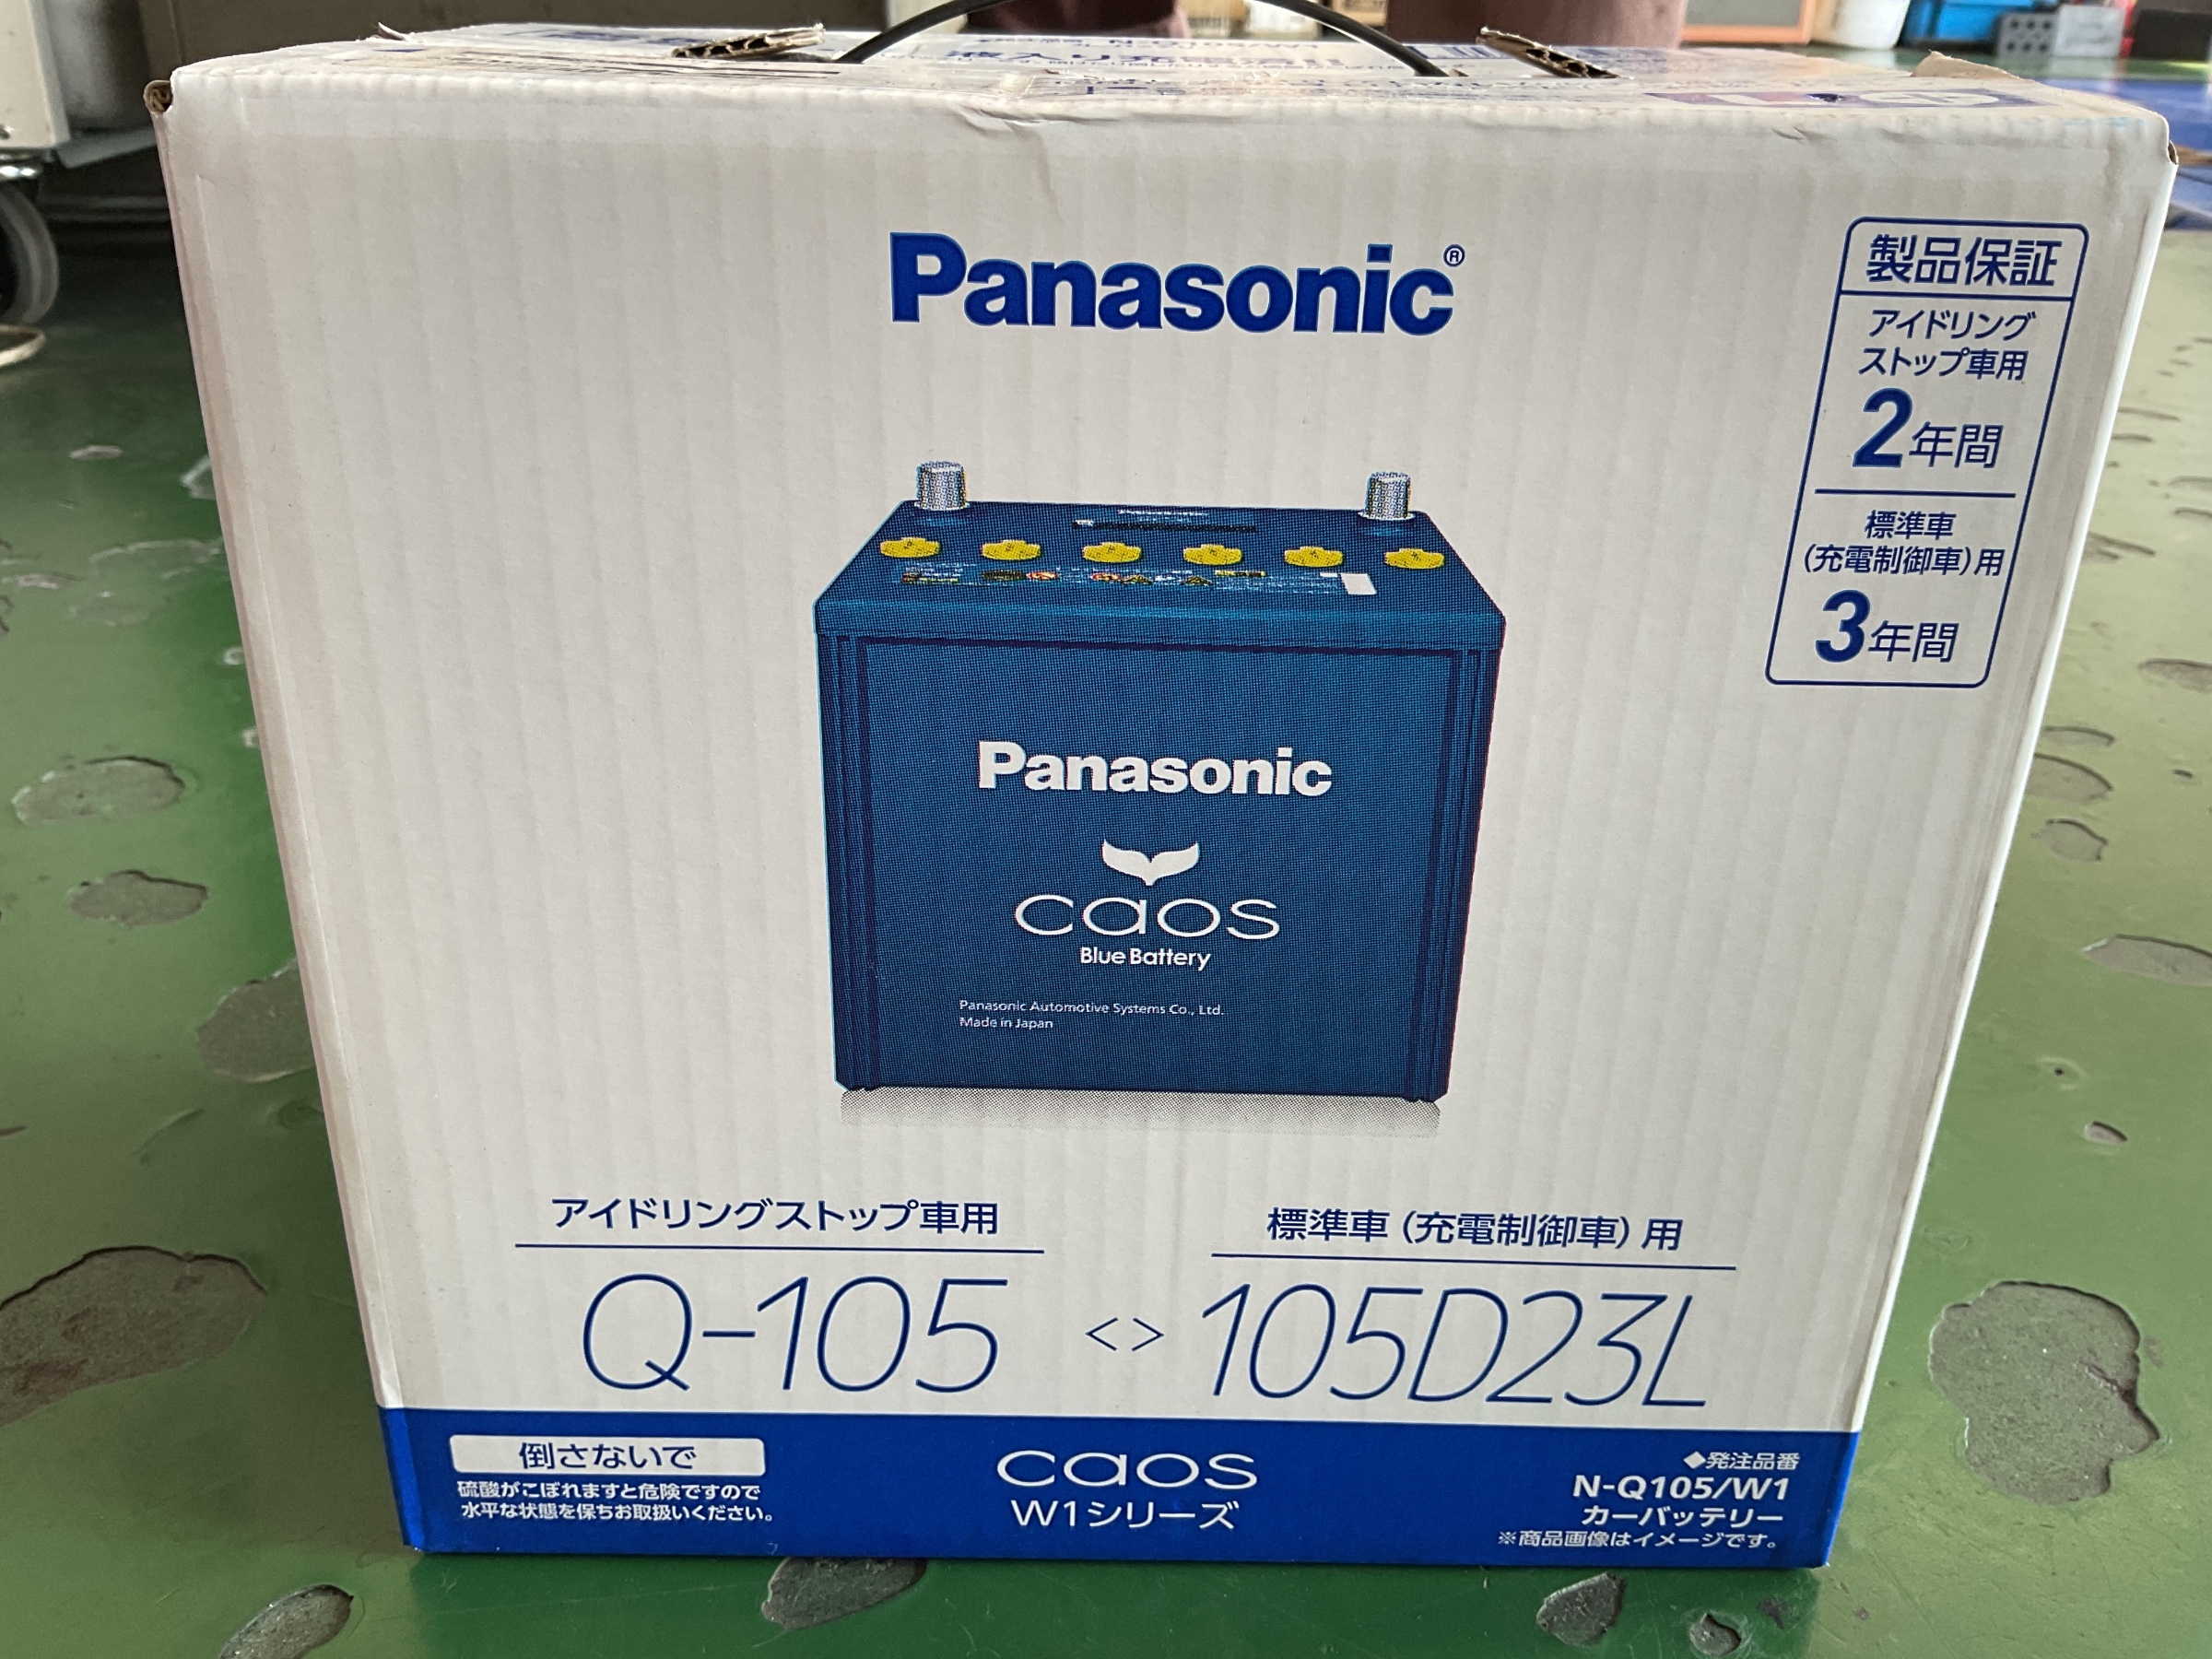 Panasonic®
製品保証
アイドリング
ストップ車用
2年間
標準車
(充電制御車)用
3年間
Panasonic
Panasonic
caos
Blue Battery
Panasonic Automotive Systems Co., Ltd.
Made in Japan
アイドリングストップ車用
標準車(充電制御車)用
Q-105 <> 105D23L
倒さないで
硫酸がこぼれますと危険ですので
水平な状態を保ちお取扱いください。
caos
W1シリーズ
◆発注品番
N-Q105/W1
カーバッテリー
※商品画像はイメージです。